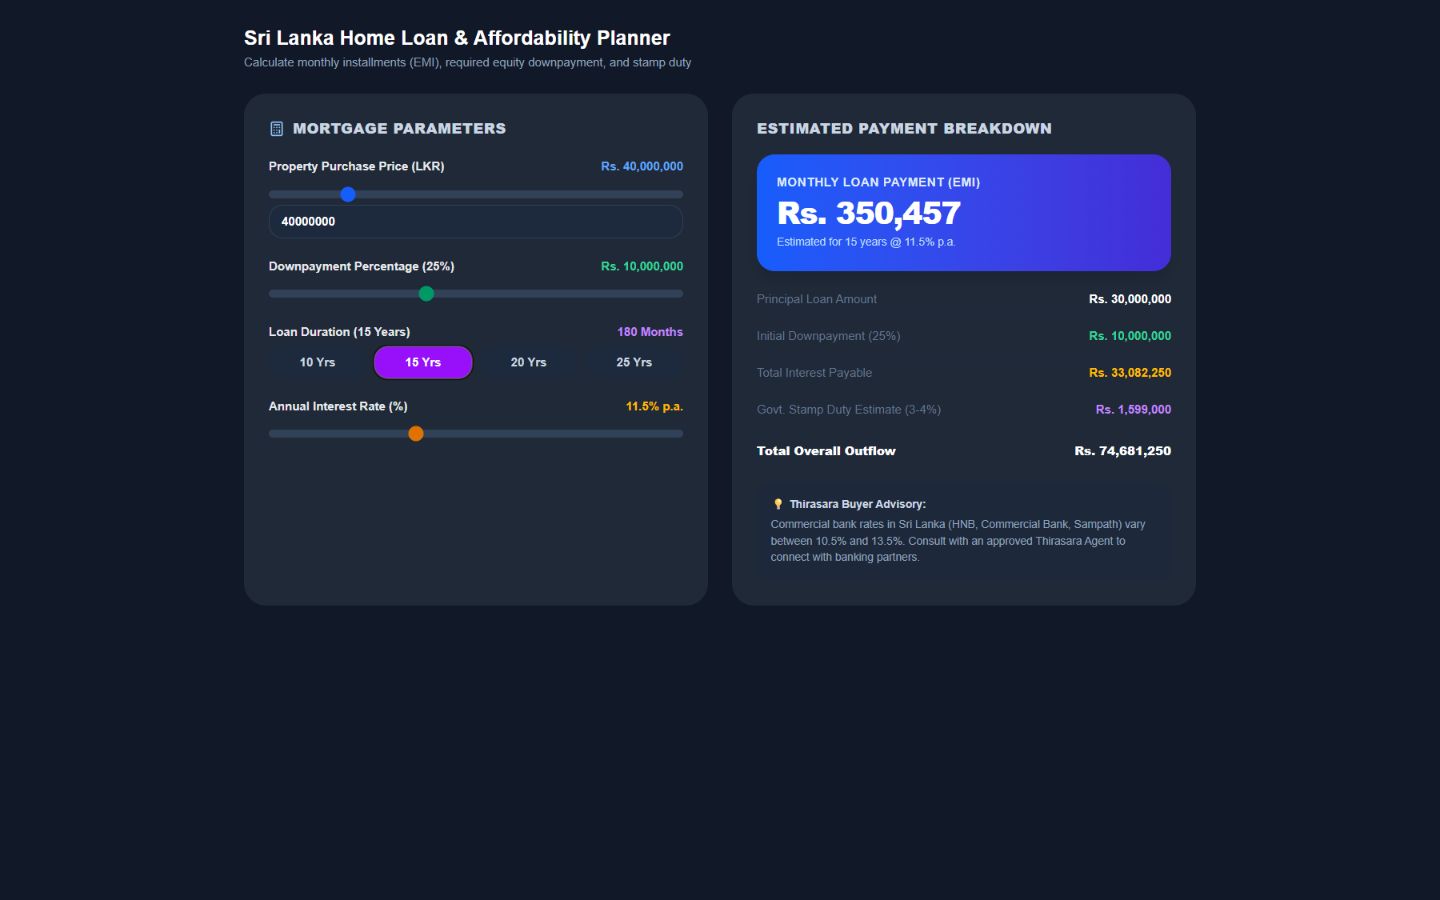 Sri Lanka Home Loan & Affordability Planner
Calculate monthly installments (EMI), required equity downpayment, and stamp duty
MORTGAGE PARAMETERS
Property Purchase Price (LKR) Rs. 40,000,000
40000000
Downpayment Percentage (25%) Rs. 10,000,000
Loan Duration (15 Years) 180 Months
10 Yrs 15 Yrs 20 Yrs 25 Yrs
Annual Interest Rate (%) 11.5% p.a.
ESTIMATED PAYMENT BREAKDOWN
MONTHLY LOAN PAYMENT (EMI)
Rs. 350,457
Estimated for 15 years @ 11.5% p.a.
Principal Loan Amount Rs. 30,000,000
Initial Downpayment (25%) Rs. 10,000,000
Total Interest Payable Rs. 33,082,250
Govt. Stamp Duty Estimate (3-4%) Rs. 1,599,000
Total Overall Outflow Rs. 74,681,250
Thirasara Buyer Advisory:
Commercial bank rates in Sri Lanka (HNB, Commercial Bank, Sampath) vary
between 10.5% and 13.5%. Consult with an approved Thirasara Agent to
connect with banking partners.